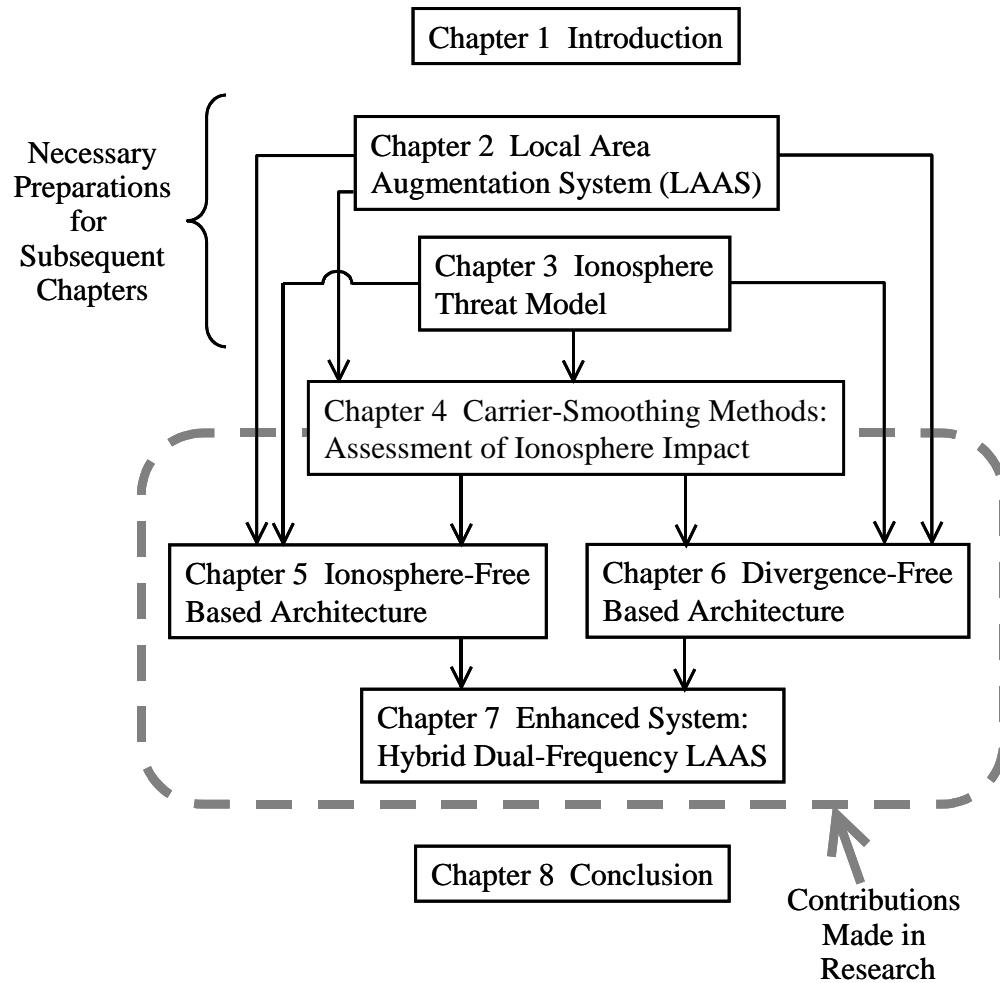 Chapter 1 Introduction
Necessary
Preparations
for
Subsequent
Chapters
Chapter 2 Local Area
Augmentation System (LAAS)
Chapter 3 Ionosphere
Threat Model
Chapter 4 Carrier-Smoothing Methods:
Assessment of Ionosphere Impact
Chapter 5 Ionosphere-Free
Based Architecture
Chapter 6 Divergence-Free
Based Architecture
Chapter 7 Enhanced System:
Hybrid Dual-Frequency LAAS
Chapter 8 Conclusion
Contributions
Made in
Research